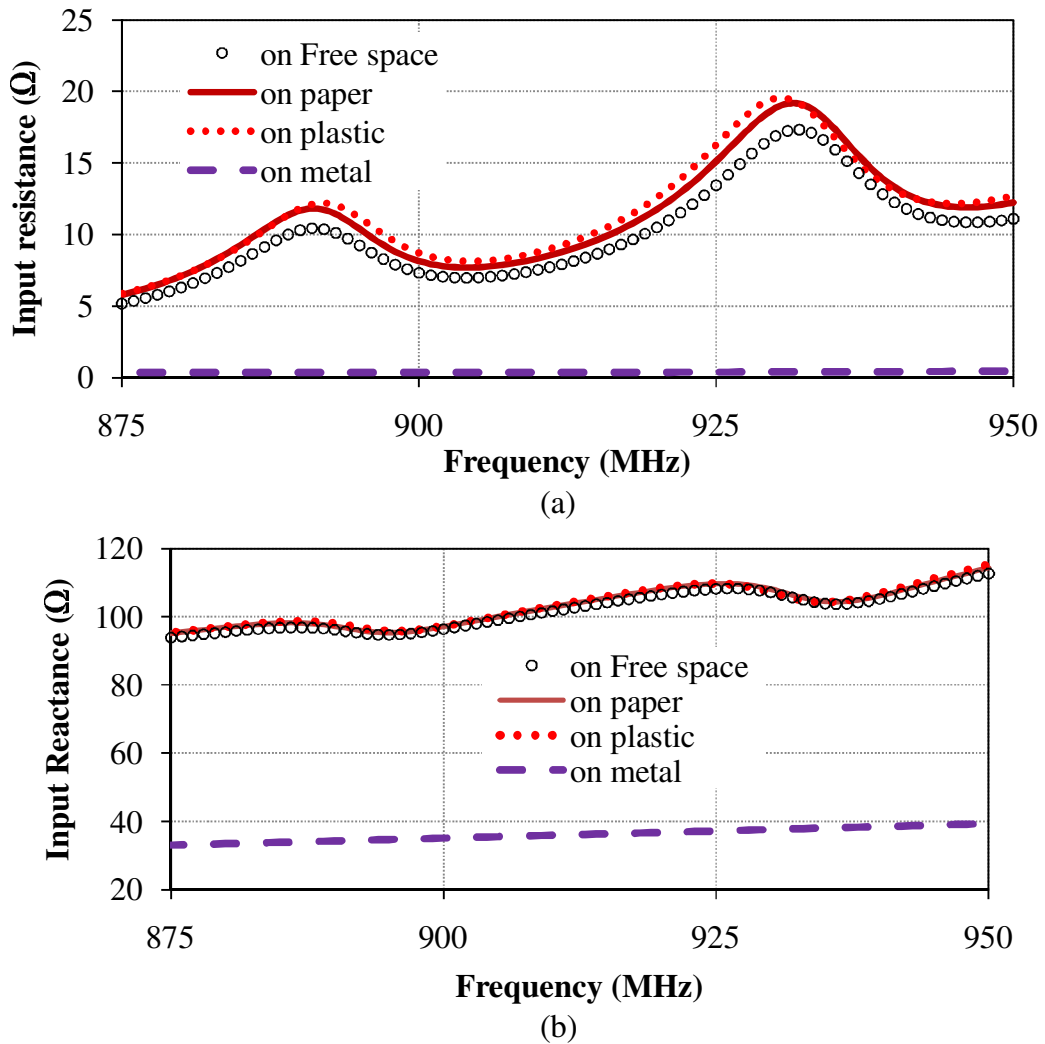 25
20
15
10
5
0
Input resistance (Ω)
on Free space
on paper
on plastic
on metal
875 900 925 950
Frequency (MHz)
(a)
120
100
80
60
40
20
Input Reactance (Ω)
on Free space
on paper
on plastic
on metal
875 900 925 950
Frequency (MHz)
(b)